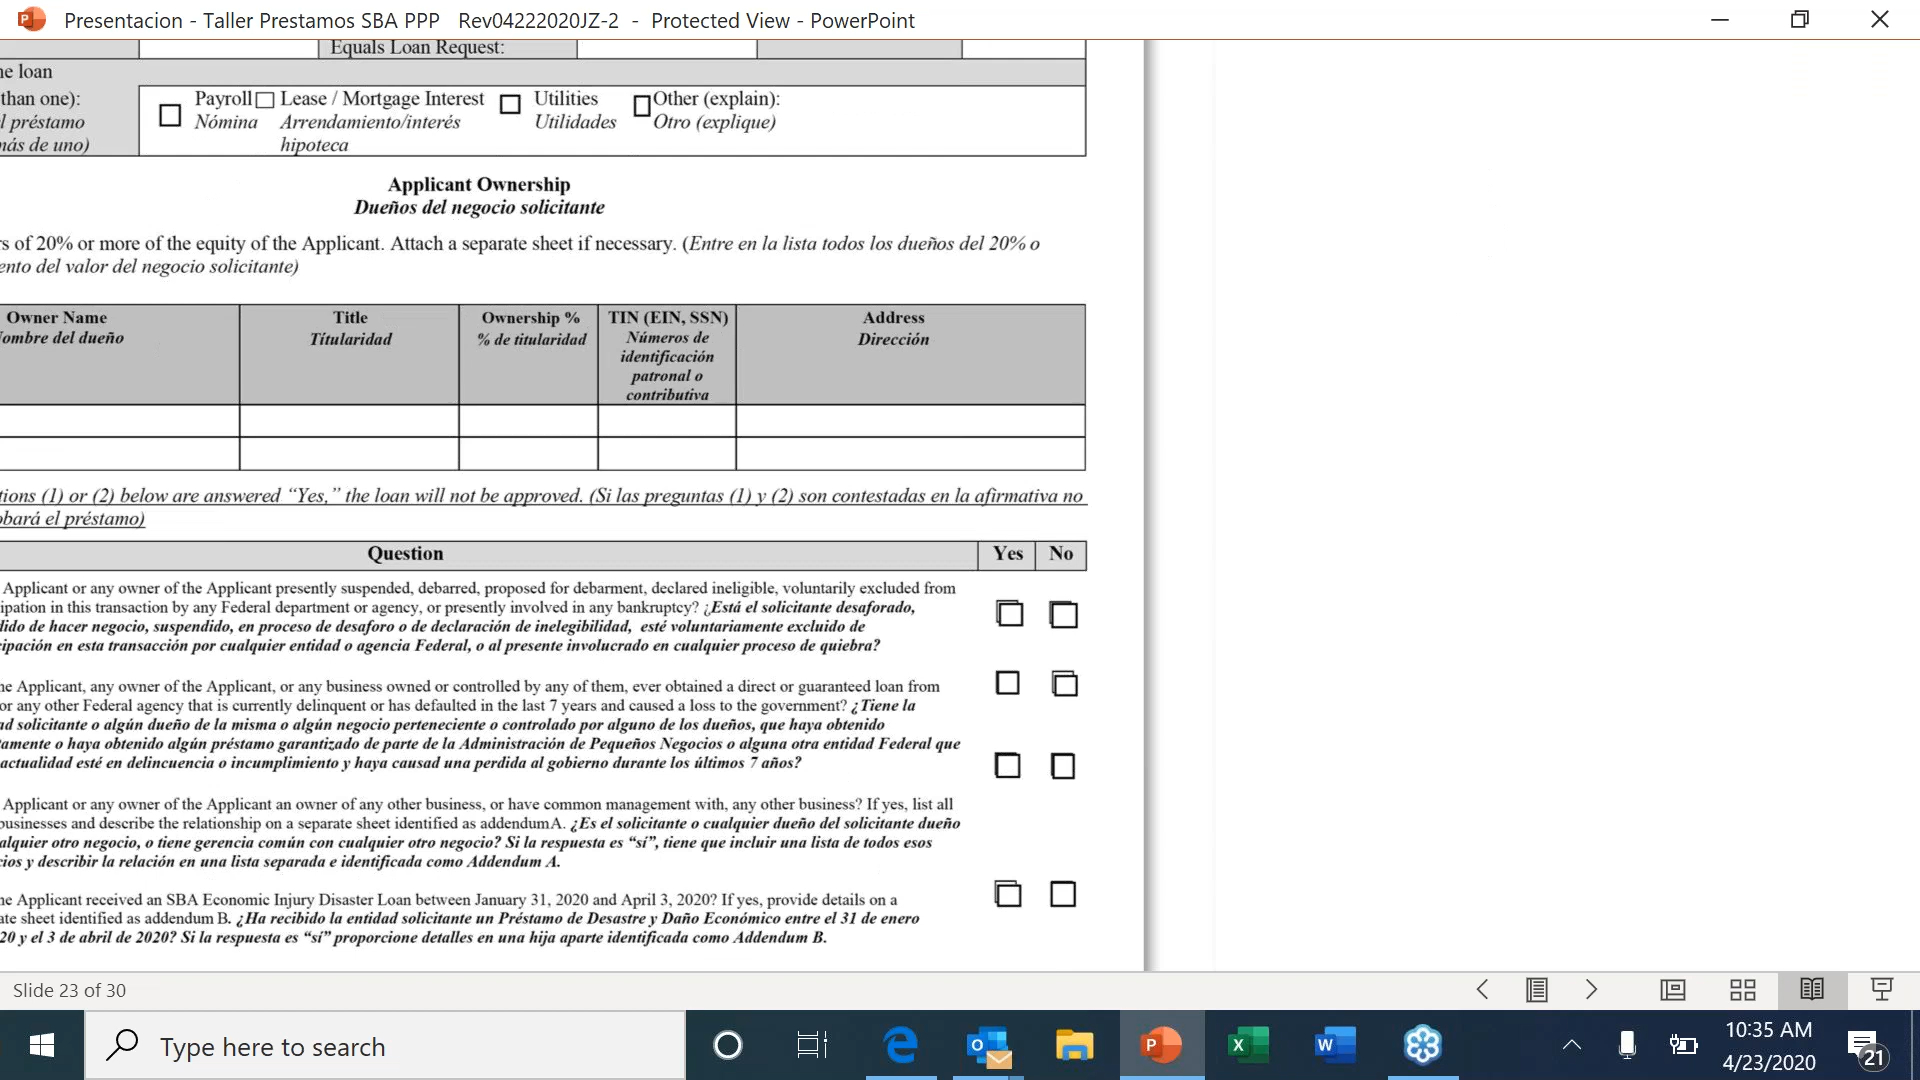 Presentacion - Taller Prestamos SBA PPP Rev04222020JZ-2 - Protected View - PowerPoint
Equals Loan Request:
he loan
than one):
el préstamo
más de uno)
Payroll
Nómina
Lease / Mortgage Interest
Arrendamiento/interés
hipoteca
Utilities
Utilidades
Other (explain):
Otro (explique)
Applicant Ownership
Dueños del negocio solicitante
rs of 20% or more of the equity of the Applicant. Attach a separate sheet if necessary. (Entre en la lista todos los dueños del 20% o
ento del valor del negocio solicitante)
Owner Name
ombre del dueño
Title
Títularidad
Ownership %
% de titularidad
TIN (EIN, SSN)
Números de
identificación
patronal o
contributiva
Address
Dirección
tions (1) or (2) below are answered “Yes,” the loan will not be approved. (Si las preguntas (1) y (2) son contestadas en la afirmativa no
obará el préstamo)
Question
Yes
No
Applicant or any owner of the Applicant presently suspended, debarred, proposed for debarment, declared ineligible, voluntarily excluded from
ipation in this transaction by any Federal department or agency, or presently involved in any bankruptcy? ¿Está el solicitante desaforado,
dido de hacer negocio, suspendido, en proceso de desaforo o de declaración de inelegibilidad, esté voluntariamente excluido de
ipación en esta transacción por cualquier entidad o agencia Federal, o al presente involucrado en cualquier proceso de quiebra?
he Applicant, any owner of the Applicant, or any business owned or controlled by any of them, ever obtained a direct or guaranteed loan from
or any other Federal agency that is currently delinquent or has defaulted in the last 7 years and caused a loss to the government? ¿Tiene la
ad solicitante o algún dueño de la misma o algún negocio perteneciente o controlado por alguno de los dueños, que haya obtenido
tamente o haya obtenido algún préstamo garantizado de parte de la Administración de Pequeños Negocios o alguna otra entidad Federal que
actualidad esté en delincuencia o incumplimiento y haya causad una perdida al gobierno durante los últimos 7 años?
Applicant or any owner of the Applicant an owner of any other business, or have common management with, any other business? If yes, list all
businesses and describe the relationship on a separate sheet identified as addendum A. ¿Es el solicitante o cualquier dueño del solicitante dueño
alquier otro negocio, o tiene gerencia común con cualquier otro negocio? Si la respuesta es “sí”, tiene que incluir una lista de todos esos
cios y describir la relación en una lista separada e identificada como Addendum A.
he Applicant received an SBA Economic Injury Disaster Loan between January 31, 2020 and April 3, 2020? If yes, provide details on a
ate sheet identified as addendum B. ¿Ha recibido la entidad solicitante un Préstamo de Desastre y Daño Económico entre el 31 de enero
20 y el 3 de abril de 2020? Si la respuesta es “sí” proporcione detalles en una hija aparte identificada como Addendum B.
Slide 23 of 30
Type here to search
10:35 AM
4/23/2020
21